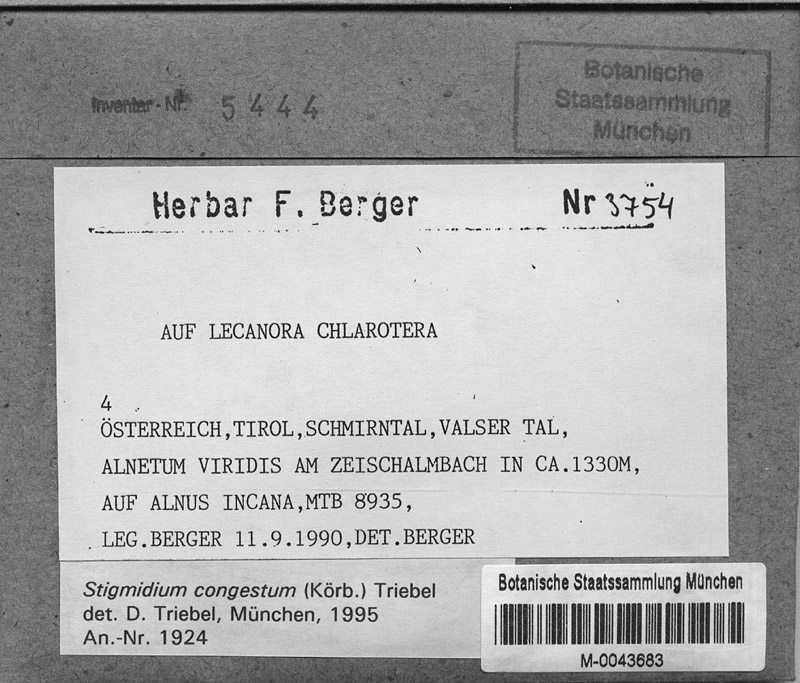 Inventar-Nr. 5444
Botanische
Staatssammlung
München
Herbar F. Berger Nr 3754
AUF LECANORA CHLAROTERA
4
ÖSTERREICH,TIROL,SCHMIRNTAL,VALSER TAL,
ALNETUM VIRIDIS AM ZEISCHALMBACH IN CA.1330M,
AUF ALNUS INCANA,MTB 8935,
LEG.BERGER 11.9.1990,DET.BERGER
Stigmidium congestum (Körb.) Triebel
det. D. Triebel, München, 1995
An.-Nr. 1924
Botanische Staatssammlung München
M-0043683